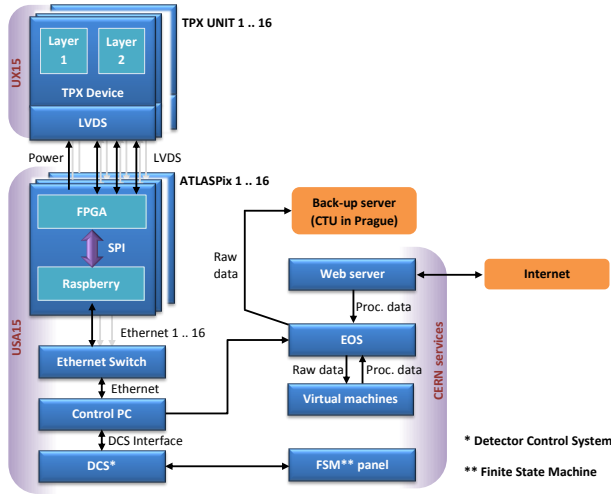 TPX UNIT 1 .. 16
UX15
Layer
1
Layer
2
TPX Device
LVDS
Power
LVDS
ATLASPix 1 .. 16
USA15
FPGA
SPI
Raspberry
Ethernet 1 .. 16
Ethernet Switch
Ethernet
Control PC
DCS Interface
DCS*
Back-up server
(CTU in Prague)
Raw
data
Web server
Internet
Proc. data
EOS
Raw data
Proc. data
Virtual machines
CERN services
FSM** panel
* Detector Control System
** Finite State Machine